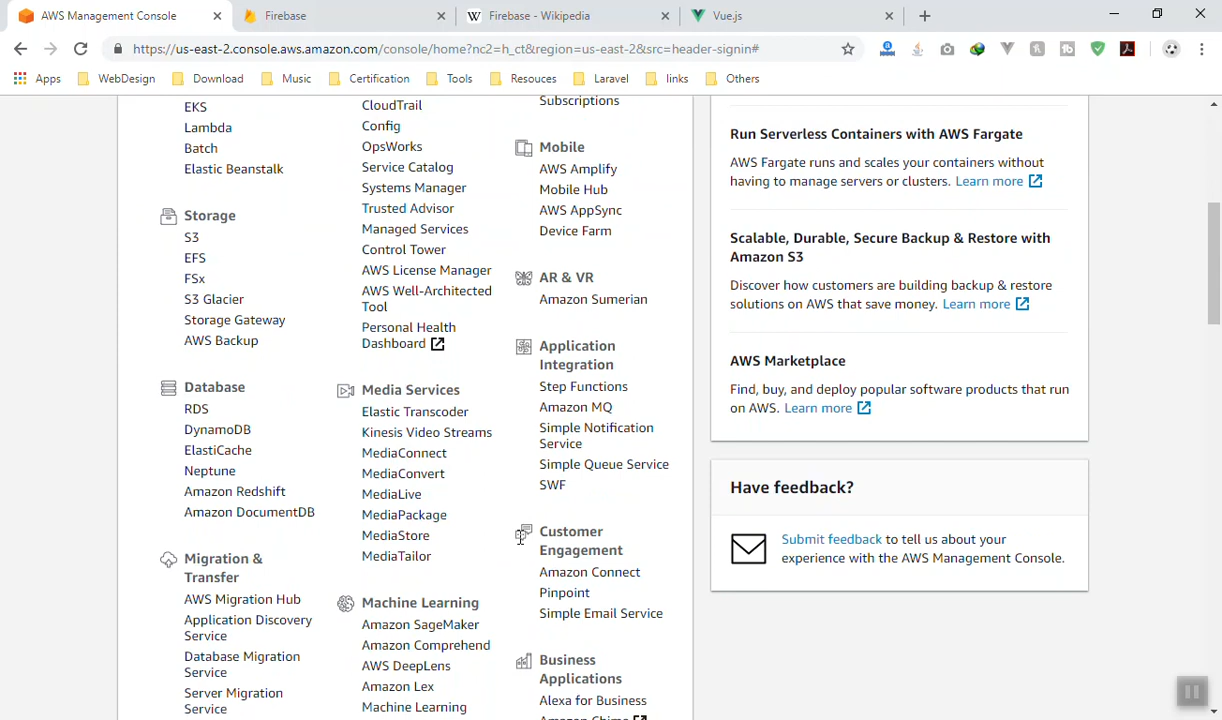 AWS Management Console
Firebase
Firebase - Wikipedia
Vue.js
https://us-east-2.console.aws.amazon.com/console/home?nc2=h_ct&region=us-east-2&src=header-signin#
Apps
WebDesign
Download
Music
Certification
Tools
Resouces
Laravel
links
Others
EKS
Lambda
Batch
Elastic Beanstalk
Storage
S3
EFS
FSx
S3 Glacier
Storage Gateway
AWS Backup
Database
RDS
DynamoDB
ElastiCache
Neptune
Amazon Redshift
Amazon DocumentDB
Migration &
Transfer
AWS Migration Hub
Application Discovery
Service
Database Migration
Service
Server Migration
Service
CloudTrail
Config
OpsWorks
Service Catalog
Systems Manager
Trusted Advisor
Managed Services
Control Tower
AWS License Manager
AWS Well-Architected
Tool
Personal Health
Dashboard
Media Services
Elastic Transcoder
Kinesis Video Streams
MediaConnect
MediaConvert
MediaLive
MediaPackage
MediaStore
MediaTailor
Machine Learning
Amazon SageMaker
Amazon Comprehend
AWS DeepLens
Amazon Lex
Machine Learning
Subscriptions
Mobile
AWS Amplify
Mobile Hub
AWS AppSync
Device Farm
AR & VR
Amazon Sumerian
Application
Integration
Step Functions
Amazon MQ
Simple Notification
Service
Simple Queue Service
SWF
Customer
Engagement
Amazon Connect
Pinpoint
Simple Email Service
Business
Applications
Alexa for Business
Amazon Chime
Run Serverless Containers with AWS Fargate
AWS Fargate runs and scales your containers without
having to manage servers or clusters. Learn more
Scalable, Durable, Secure Backup & Restore with
Amazon S3
Discover how customers are building backup & restore
solutions on AWS that save money. Learn more
AWS Marketplace
Find, buy, and deploy popular software products that run
on AWS. Learn more
Have feedback?
Submit feedback to tell us about your
experience with the AWS Management Console.